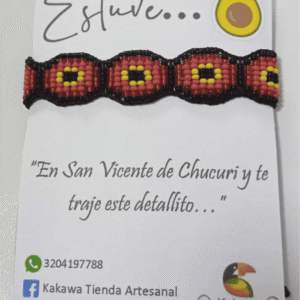 Estuve...
"En San Vicente de Chucuri y te
traje este detallito..."
3204197788
Kakawa Tienda Artesanal